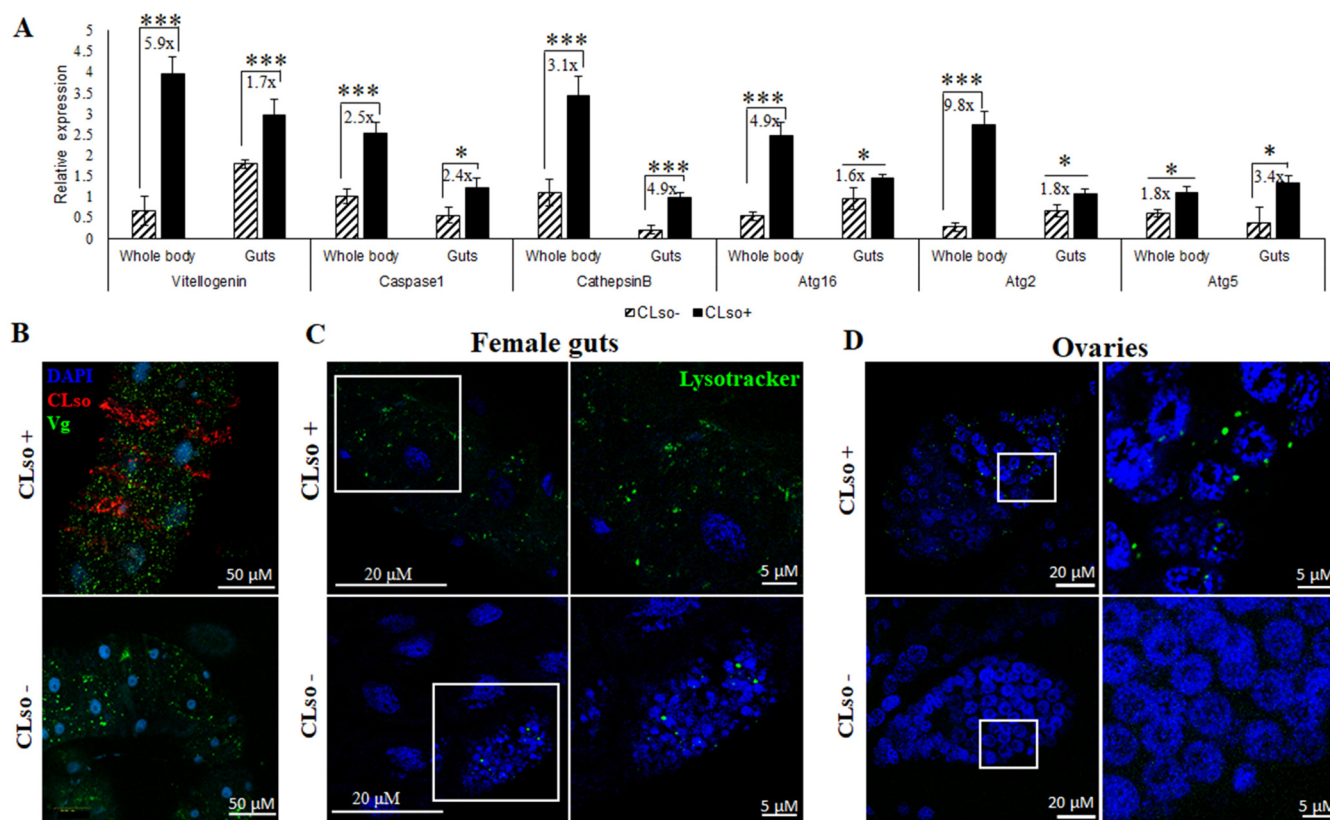 A
Relative expression
5
4.5
4
3.5
3
2.5
2
1.5
1
0.5
0
*** *** *** * *** *** *** * *** * * *
5.9x 1.7x 2.5x 2.4x 3.1x 4.9x 4.9x 1.6x 9.8x 1.8x 1.8x 3.4x
Whole body Guts Whole body Guts Whole body Guts Whole body Guts Whole body Guts Whole body Guts
Vitellogenin Caspase1 CathepsinB Atg16 Atg2 Atg5
CLso- CLso+
B
DAPI
CLso
Vg
CLso +
50 µM
CLso -
50 µM
C
Female guts
Lysotracker
CLso +
20 µM
5 µM
CLso -
20 µM
5 µM
D
Ovaries
CLso +
20 µM
5 µM
CLso -
20 µM
5 µM